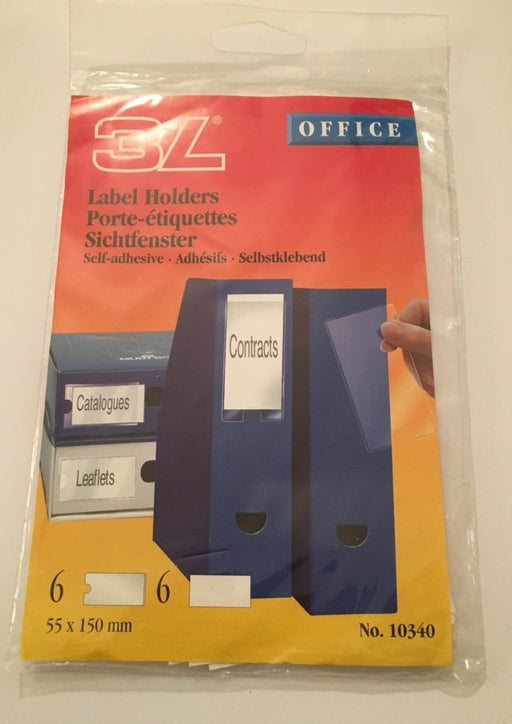 3L®
OFFICE
Label Holders
Porte-étiquettes
Sichtfenster
Self-adhesive · Adhésifs · Selbstklebend
Contracts
Catalogues
Leaflets
6 6
55 x 150 mm
No. 10340